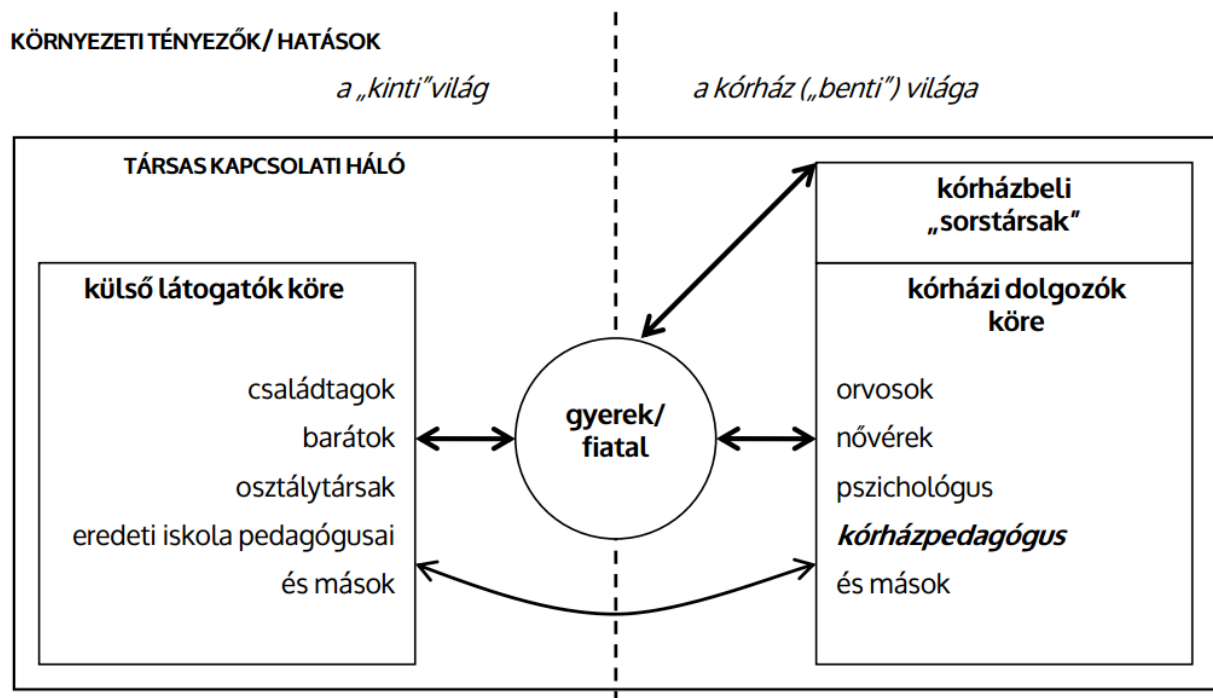 KÖRNYEZETI TÉNYEZŐK/ HATÁSOK
a „kinti”világ
a kórház („benti”) világa
TÁRSAS KAPCSOLATI HÁLÓ
kórházbeli
„sorstársak”
külső látogatók köre
családtagok
barátok
osztálytársak
eredeti iskola pedagógusai
és mások
gyerek/
fiatal
kórházi dolgozók
köre
orvosok
nővérek
pszichológus
kórházpedagógus
és mások